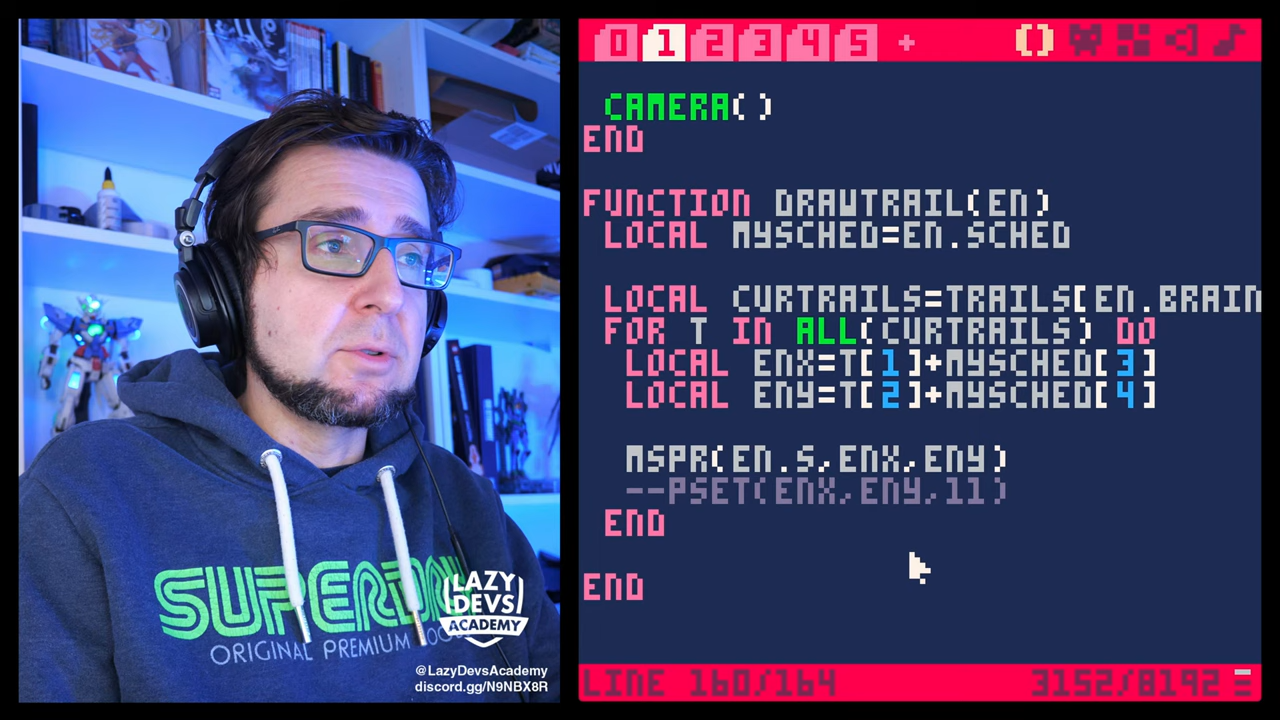 0 1 2 3 4 5 +
CAMERA()
END
FUNCTION DRAWTRAIL(EN)
LOCAL MYSCHED=EN.SCHED
LOCAL CURTRAILS=TRAILS[EN.BRAIN
FOR T IN ALL(CURTRAILS) DO
LOCAL ENX=T[1]+MYSCHED[3]
LOCAL ENY=T[2]+MYSCHED[4]
MSPR(EN.S,ENX,ENY)
--PSET(ENX,ENY,11)
END
END
LINE 160/164
3152/8192
SUPERDRY
ORIGINAL PREMIUM
LAZY
DEVS
ACADEMY
@LazyDevsAcademy
discord.gg/N9NBX8R